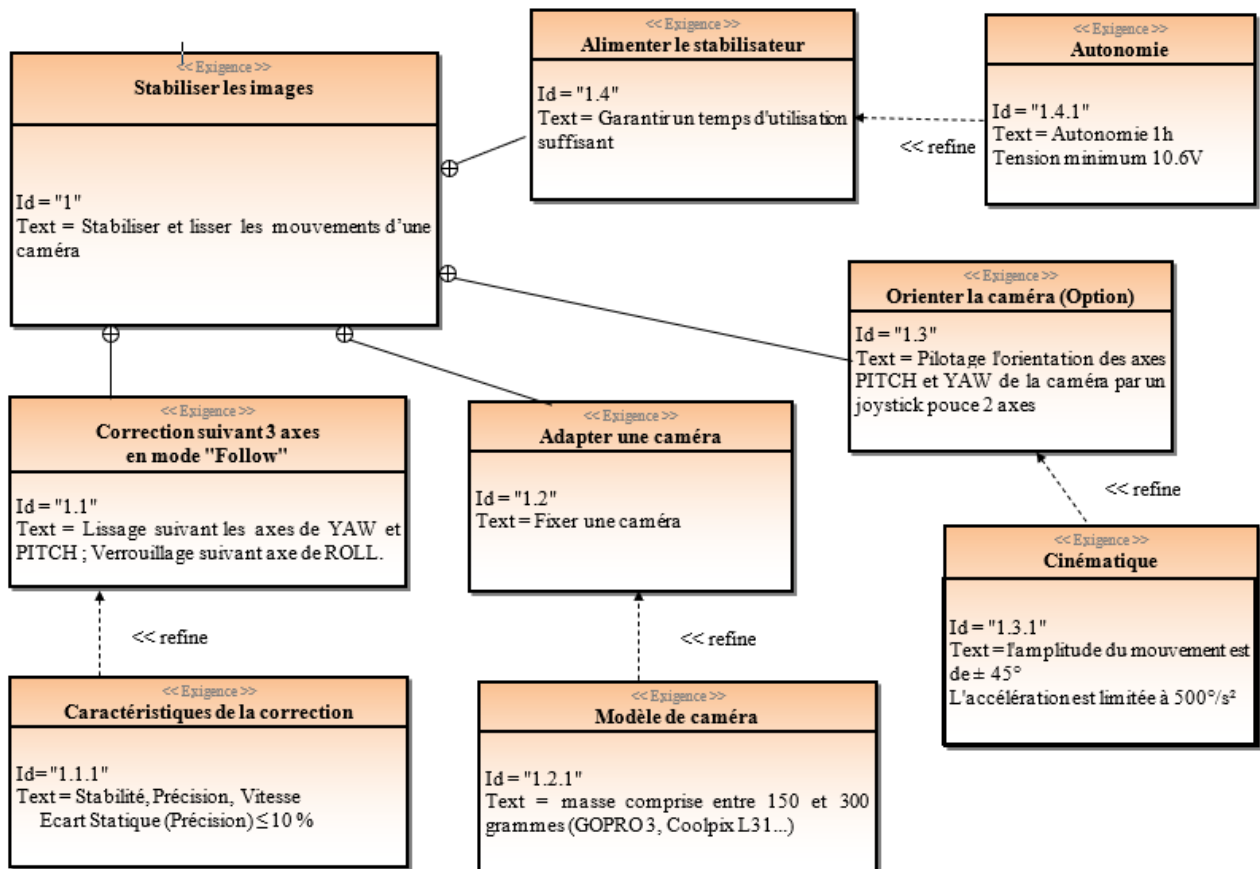 << Exigence >>
Stabiliser les images
Id = "1"
Text = Stabiliser et lisser les mouvements d’une
caméra
<< Exigence >>
Alimenter le stabilisateur
Id = "1.4"
Text = Garantir un temps d'utilisation
suffisant
<< refine
<< Exigence >>
Autonomie
Id = "1.4.1"
Text = Autonomie 1h
Tension minimum 10.6V
<< Exigence >>
Orienter la caméra (Option)
Id = "1.3"
Text = Pilotage l'orientation des axes
PITCH et YAW de la caméra par un
joystick pouce 2 axes
<< refine
<< Exigence >>
Cinématique
Id = "1.3.1"
Text = l'amplitude du mouvement est
de ± 45°
L'accélération est limitée à 500°/s²
<< Exigence >>
Correction suivant 3 axes
en mode "Follow"
Id = "1.1"
Text = Lissage suivant les axes de YAW et
PITCH ; Verrouillage suivant axe de ROLL.
<< refine
<< Exigence >>
Caractéristiques de la correction
Id= "1.1.1"
Text = Stabilité, Précision, Vitesse
Ecart Statique (Précision) ≤ 10 %
<< Exigence >>
Adapter une caméra
Id = "1.2"
Text = Fixer une caméra
<< refine
<< Exigence >>
Modèle de caméra
Id = "1.2.1"
Text = masse comprise entre 150 et 300
grammes (GOPRO 3, Coolpix L31...)